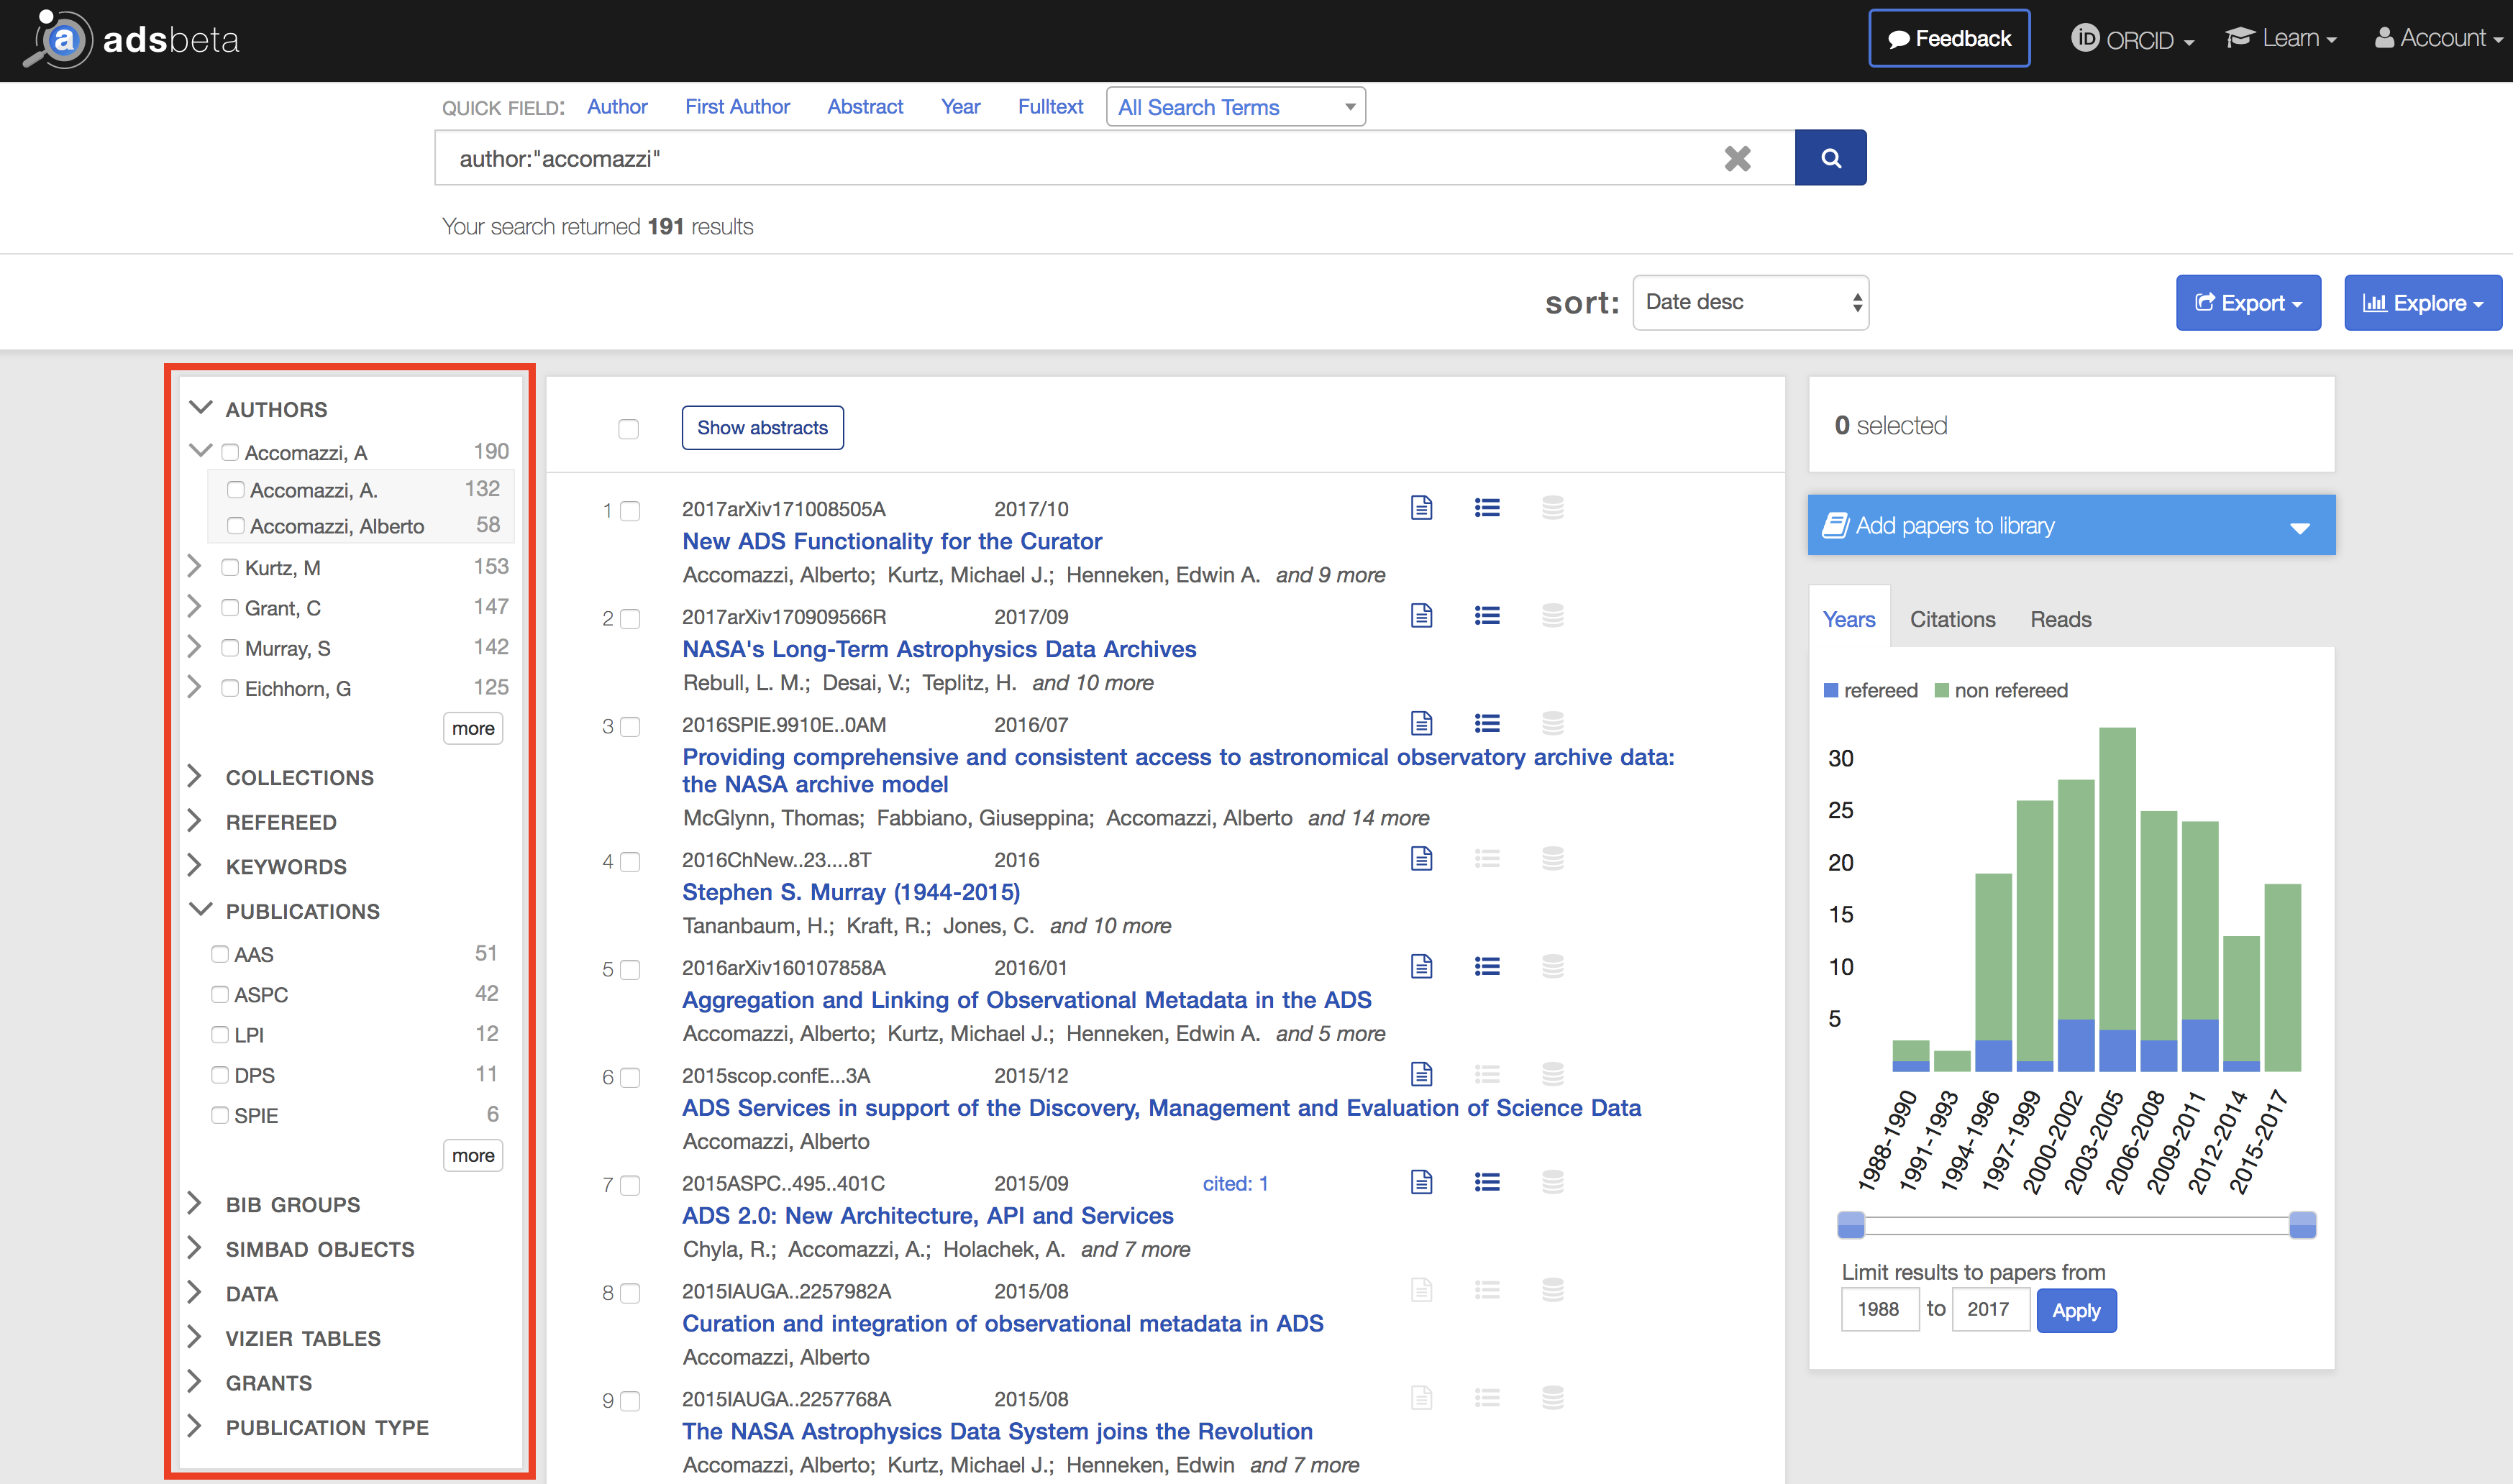 a adsbeta
Feedback
iD ORCID
Learn
Account
QUICK FIELD: Author First Author Abstract Year Fulltext All Search Terms
author:"accomazzi"
Your search returned 191 results
sort: Date desc
Export
Explore
AUTHORS
Accomazzi, A 190
Accomazzi, A. 132
Accomazzi, Alberto 58
Kurtz, M 153
Grant, C 147
Murray, S 142
Eichhorn, G 125
more
COLLECTIONS
REFEREED
KEYWORDS
PUBLICATIONS
AAS 51
ASPC 42
LPI 12
DPS 11
SPIE 6
more
BIB GROUPS
SIMBAD OBJECTS
DATA
VIZIER TABLES
GRANTS
PUBLICATION TYPE
Show abstracts
1 2017arXiv171008505A 2017/10
New ADS Functionality for the Curator
Accomazzi, Alberto; Kurtz, Michael J.; Henneken, Edwin A. and 9 more
2 2017arXiv170909566R 2017/09
NASA's Long-Term Astrophysics Data Archives
Rebull, L. M.; Desai, V.; Teplitz, H. and 10 more
3 2016SPIE.9910E..0AM 2016/07
Providing comprehensive and consistent access to astronomical observatory archive data:
the NASA archive model
McGlynn, Thomas; Fabbiano, Giuseppina; Accomazzi, Alberto and 14 more
4 2016ChNew..23....8T 2016
Stephen S. Murray (1944-2015)
Tananbaum, H.; Kraft, R.; Jones, C. and 10 more
5 2016arXiv160107858A 2016/01
Aggregation and Linking of Observational Metadata in the ADS
Accomazzi, Alberto; Kurtz, Michael J.; Henneken, Edwin A. and 5 more
6 2015scop.confE...3A 2015/12
ADS Services in support of the Discovery, Management and Evaluation of Science Data
Accomazzi, Alberto
7 2015ASPC..495..401C 2015/09 cited: 1
ADS 2.0: New Architecture, API and Services
Chyla, R.; Accomazzi, A.; Holachek, A. and 7 more
8 2015IAUGA..2257982A 2015/08
Curation and integration of observational metadata in ADS
Accomazzi, Alberto
9 2015IAUGA..2257768A 2015/08
The NASA Astrophysics Data System joins the Revolution
Accomazzi, Alberto; Kurtz, Michael J.; Henneken, Edwin and 7 more
0 selected
Add papers to library
Years Citations Reads
refereed non refereed
30
25
20
15
10
5
1988-1990 1991-1993 1994-1996 1997-1999 2000-2002 2003-2005 2006-2008 2009-2011 2012-2014 2015-2017
Limit results to papers from
1988 to 2017 Apply